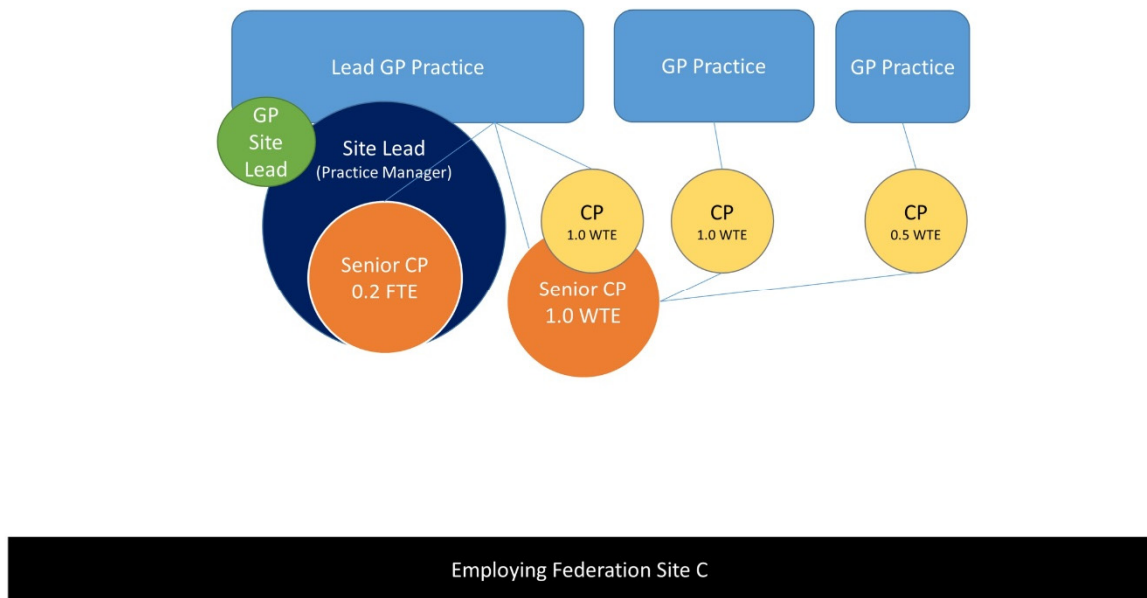 Lead GP Practice
GP Practice
GP Practice
GP
Site
Lead
Site Lead
(Practice Manager)
Senior CP
0.2 FTE
CP
1.0 WTE
Senior CP
1.0 WTE
CP
1.0 WTE
CP
0.5 WTE
Employing Federation Site C